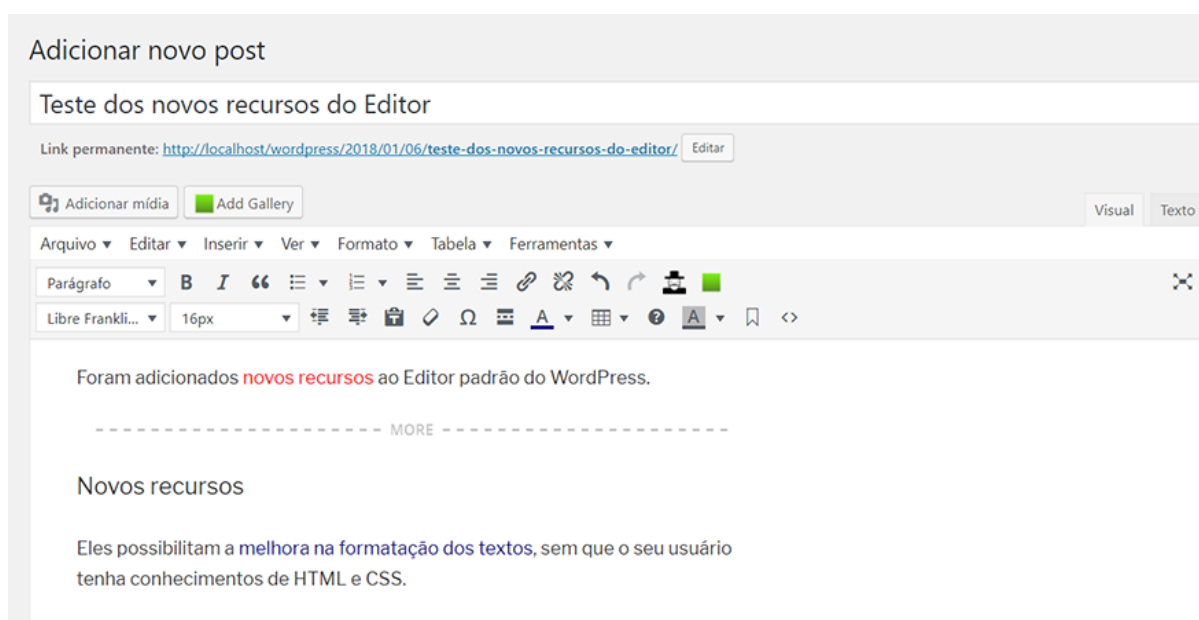 Adicionar novo post
Teste dos novos recursos do Editor
Link permanente: http://localhost/wordpress/2018/01/06/teste-dos-novos-recursos-do-editor/ Editar
Adicionar mídia Add Gallery Visual Texto
Arquivo Editar Inserir Ver Formato Tabela Ferramentas
Parágrafo B I
Libre Frankli... 16px Ω A A
Foram adicionados novos recursos ao Editor padrão do WordPress.
MORE
Novos recursos
Eles possibilitam a melhora na formatação dos textos, sem que o seu usuário
tenha conhecimentos de HTML e CSS.